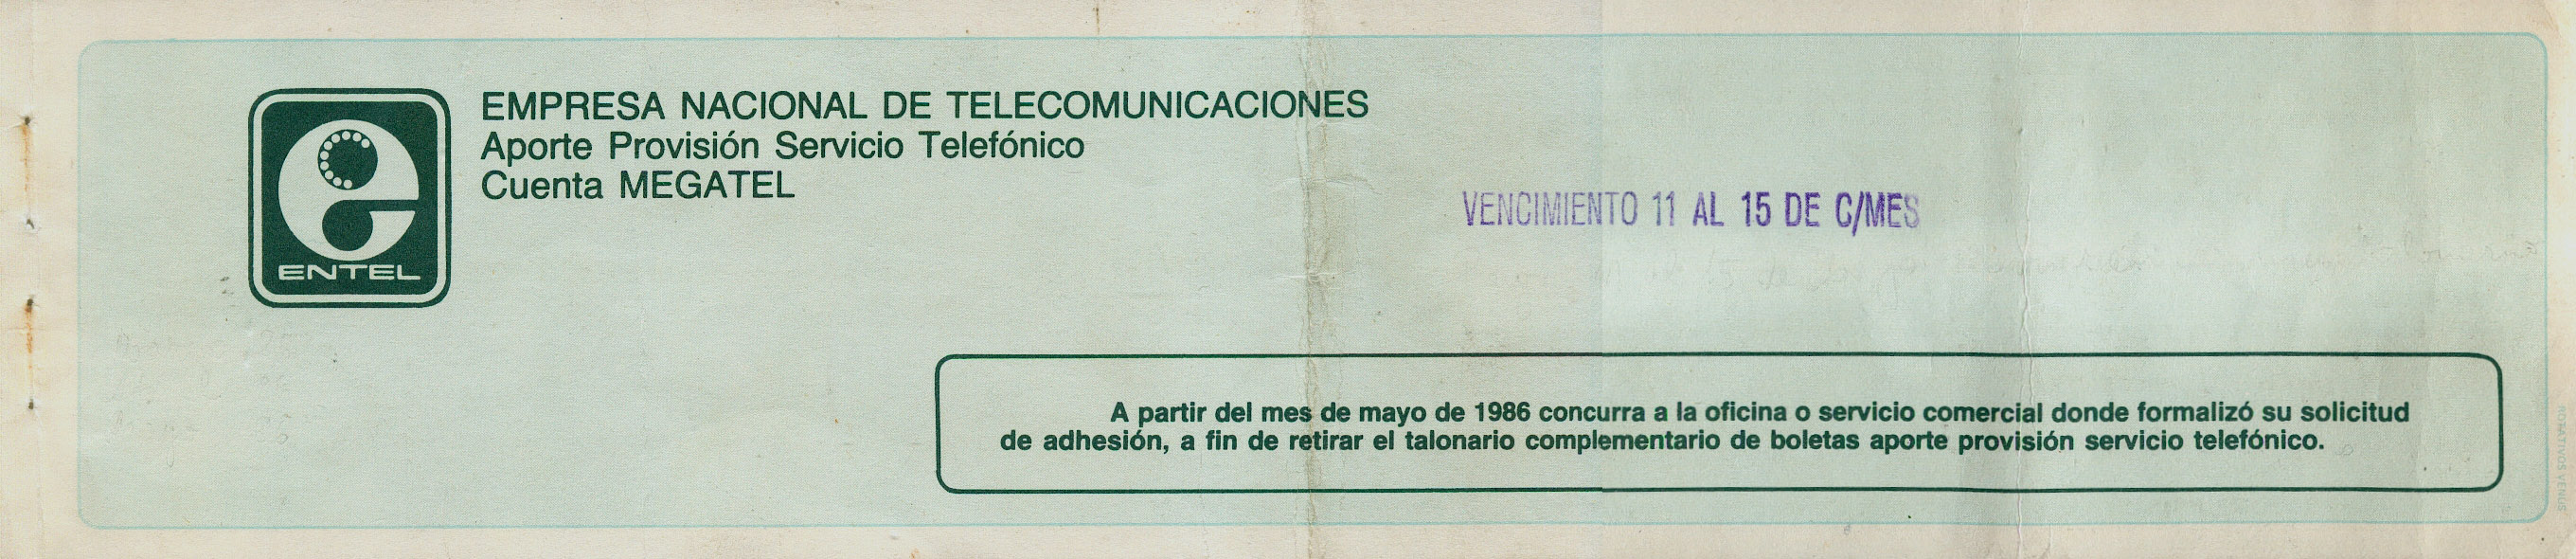 EMPRESA NACIONAL DE TELECOMUNICACIONES
Aporte Provisión Servicio Telefónico
Cuenta MEGATEL
ENTEL
VENCIMIENTO 11 AL 15 DE C/MES
A partir del mes de mayo de 1986 concurra a la oficina o servicio comercial donde formalizó su solicitud
de adhesión, a fin de retirar el talonario complementario de boletas aporte provisión servicio telefónico.